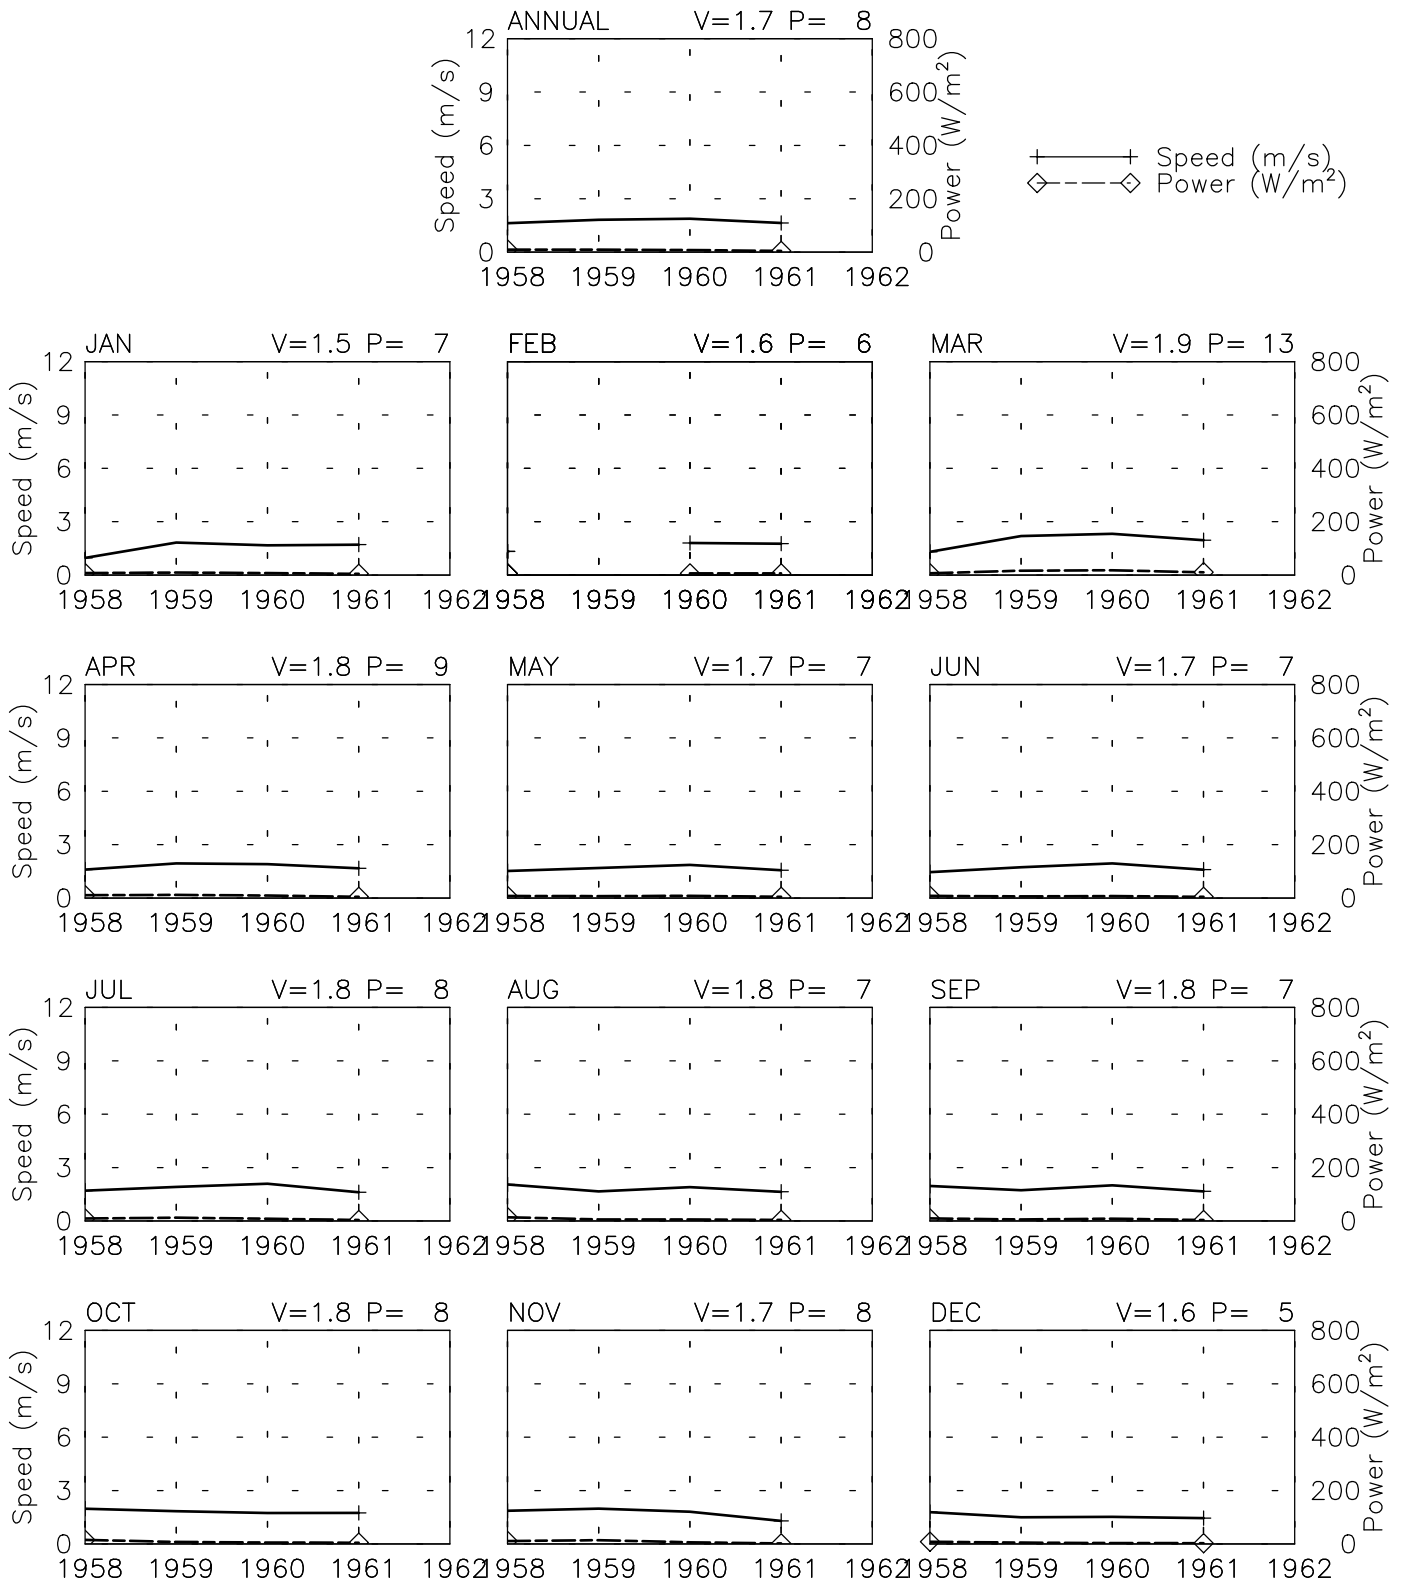 ANNUAL V=1.7 P= 8
12 800
9 600
6 400
3 200
0 0
Speed (m/s)
Power (W/m²)
1958 1959 1960 1961 1962
Speed (m/s)
Power (W/m²)
JAN V=1.5 P= 7 FEB V=1.6 P= 6 MAR V=1.9 P= 13
12 800
9 600
6 400
3 200
0 0
Speed (m/s)
Power (W/m²)
1958 1959 1960 1961 1962 1958 1959 1960 1961 1962 1958 1959 1960 1961 1962
APR V=1.8 P= 9 MAY V=1.7 P= 7 JUN V=1.7 P= 7
12 800
9 600
6 400
3 200
0 0
Speed (m/s)
Power (W/m²)
1958 1959 1960 1961 1962 1958 1959 1960 1961 1962 1958 1959 1960 1961 1962
JUL V=1.8 P= 8 AUG V=1.8 P= 7 SEP V=1.8 P= 7
12 800
9 600
6 400
3 200
0 0
Speed (m/s)
Power (W/m²)
1958 1959 1960 1961 1962 1958 1959 1960 1961 1962 1958 1959 1960 1961 1962
OCT V=1.8 P= 8 NOV V=1.7 P= 8 DEC V=1.6 P= 5
12 800
9 600
6 400
3 200
0 0
Speed (m/s)
Power (W/m²)
1958 1959 1960 1961 1962 1958 1959 1960 1961 1962 1958 1959 1960 1961 1962